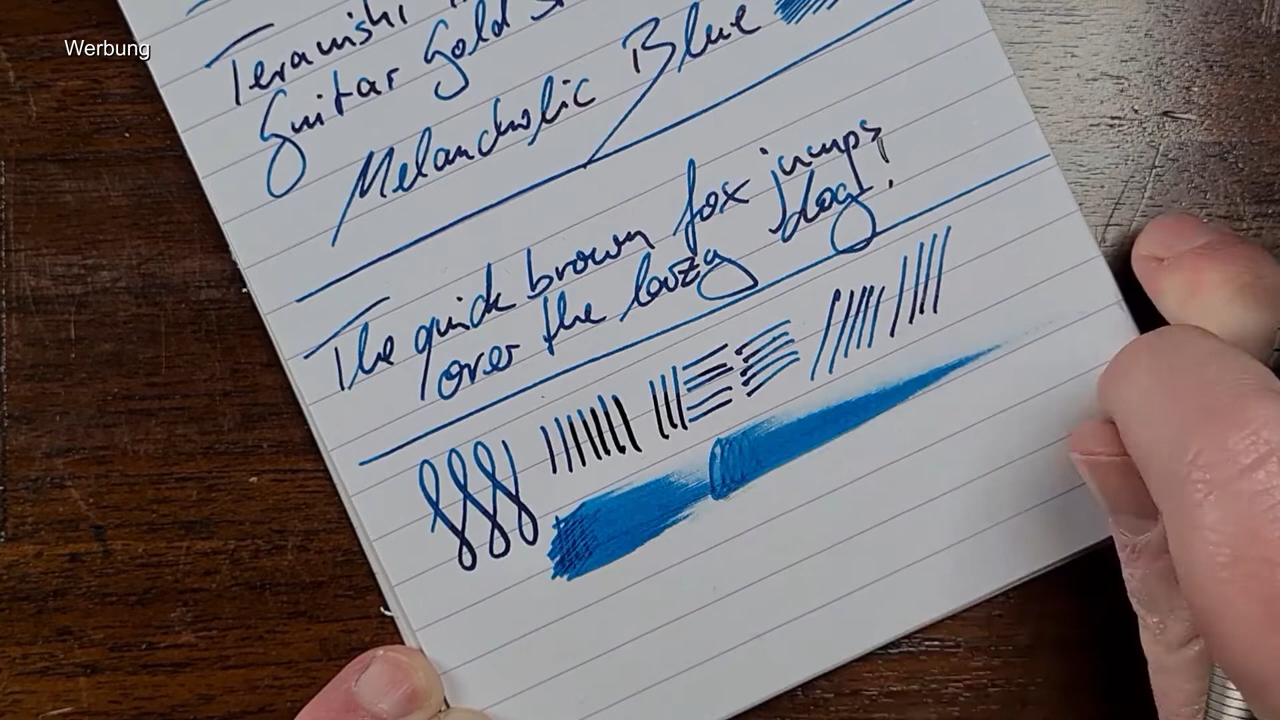 Werbung
Teranishi
Guitar Gold
Melancholic Blue
The quick brown fox jumps
over the lazy dog!